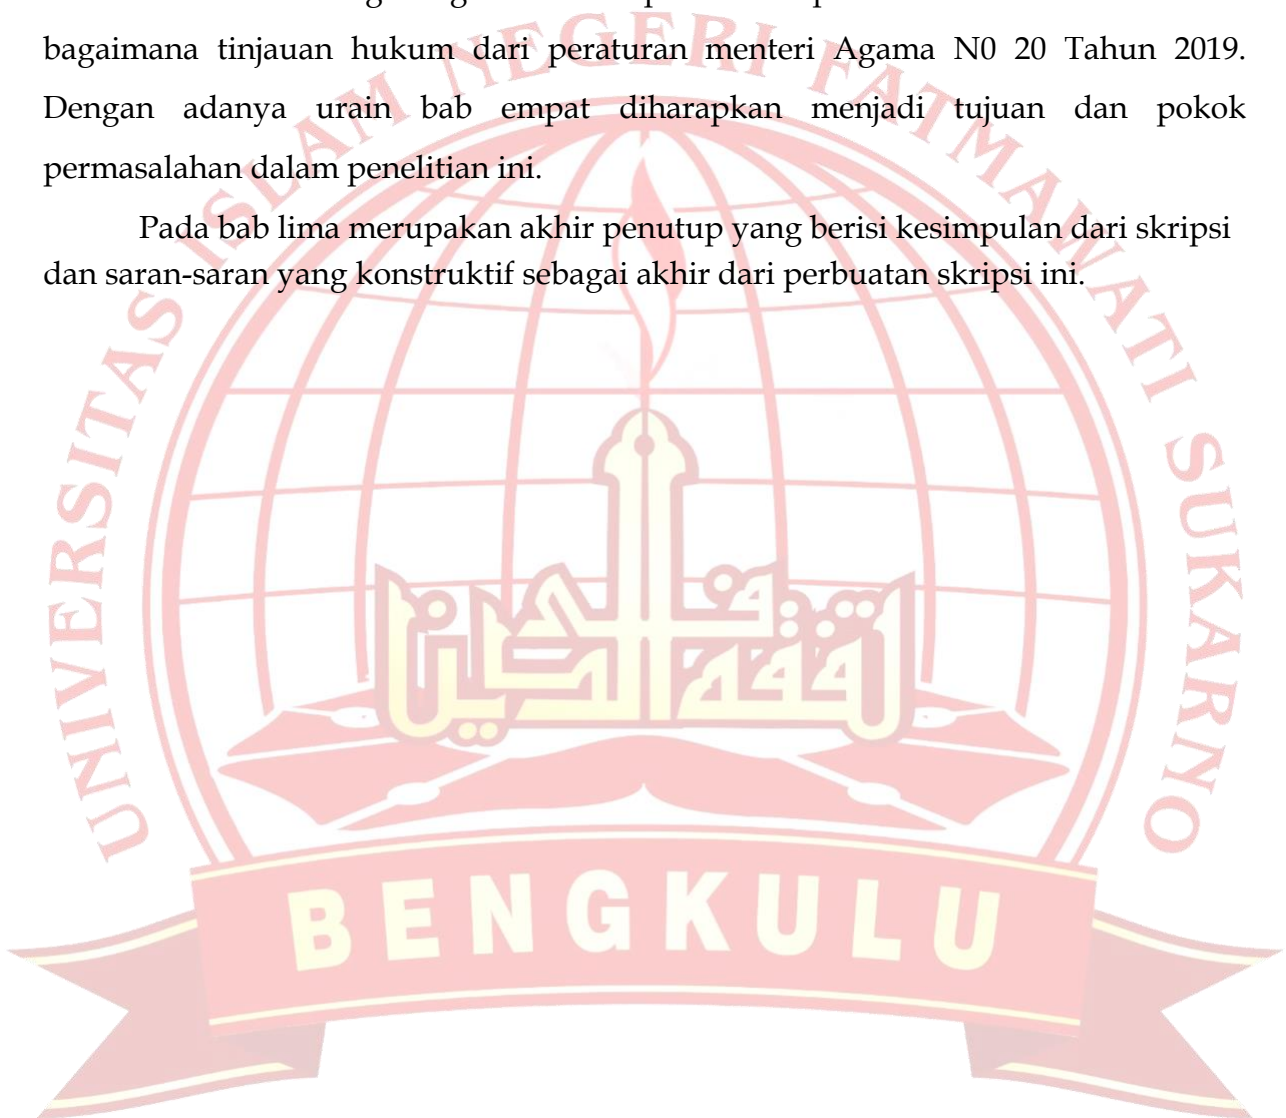 bagaimana tinjauan hukum dari peraturan menteri Agama N0 20 Tahun 2019.
Dengan adanya urain bab empat diharapkan menjadi tujuan dan pokok
permasalahan dalam penelitian ini.
Pada bab lima merupakan akhir penutup yang berisi kesimpulan dari skripsi
dan saran-saran yang konstruktif sebagai akhir dari perbuatan skripsi ini.
UNIVERSITAS ISLAM NEGERI FATMAWATI SUKARNO
BENGKULU